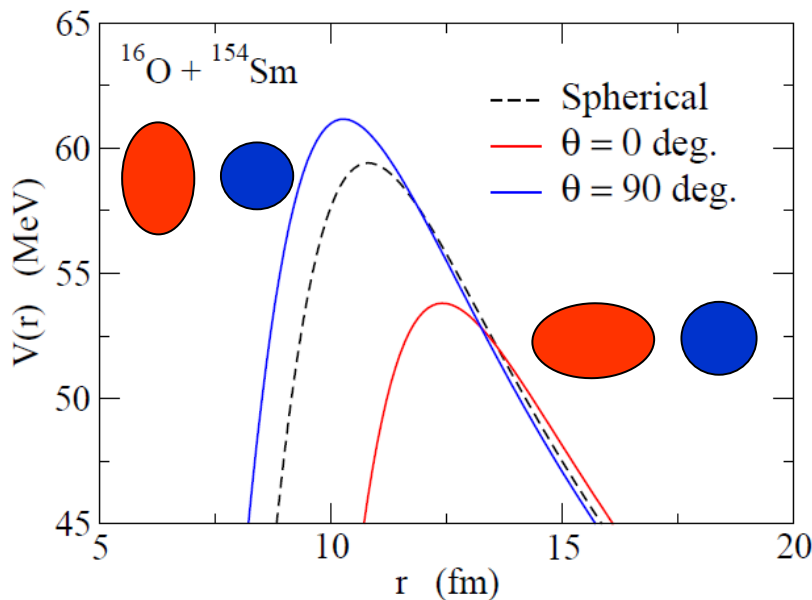 65
60
55
50
45
V(r) (MeV)
¹⁶O + ¹⁵⁴Sm
Spherical
θ = 0 deg.
θ = 90 deg.
5
10
15
20
r (fm)